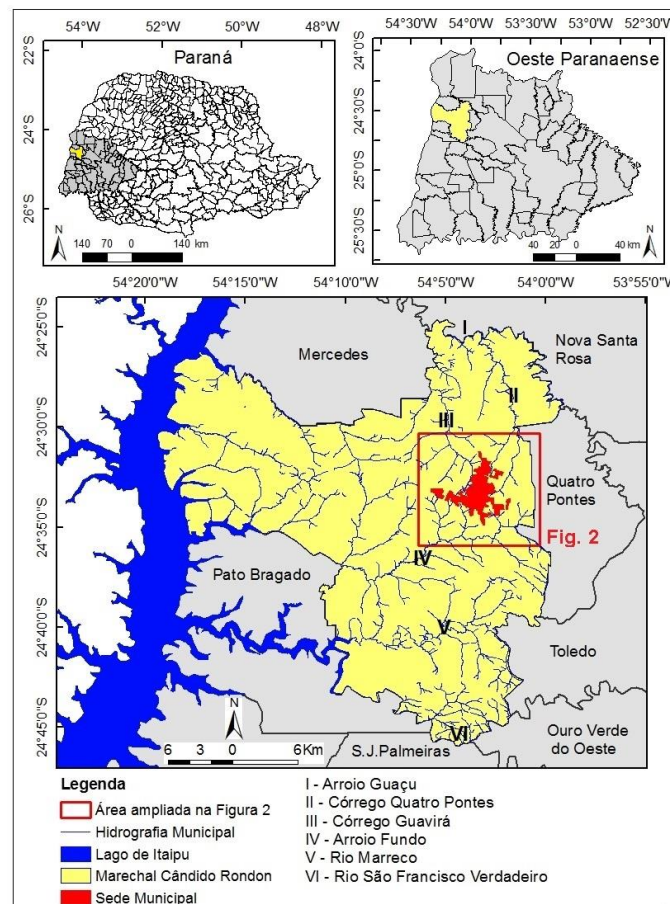 54°W 52°W 50°W 48°W
22°S
24°S
26°S
Paraná
N
140 70 0 140 km
54°30'W 54°0'W 53°30'W 52°30'W
24°0'S
24°30'S
25°0'S
25°30'S
Oeste Paranaense
N
40 20 0 40 km
54°20'0"W 54°15'0"W 54°10'0"W 54°5'0"W 54°0'0"W 53°55'0"W
24°25'0"S
24°30'0"S
24°35'0"S
24°40'0"S
24°45'0"S
I
Nova Santa
Rosa
Mercedes
II
III
Quatro
Pontes
Fig. 2
IV
Pato Bragado
V
Toledo
N
Ouro Verde
do Oeste
VI
6 3 0 6 Km
S.J.Palmeiras
Legenda
Área ampliada na Figura 2
Hidrografia Municipal
Lago de Itaipu
Marechal Cândido Rondon
Sede Municipal
I - Arroio Guaçu
II - Córrego Quatro Pontes
III - Córrego Guavirá
IV - Arroio Fundo
V - Rio Marreco
VI - Rio São Francisco Verdadeiro